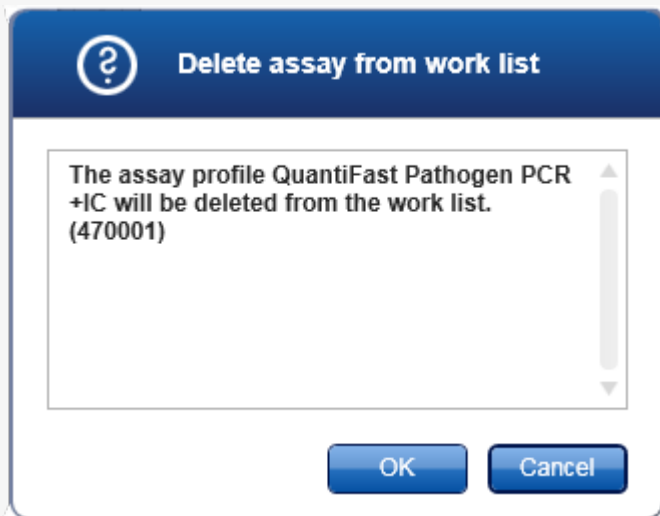 Delete assay from work list
The assay profile QuantiFast Pathogen PCR
+IC will be deleted from the work list.
(470001)
OK
Cancel